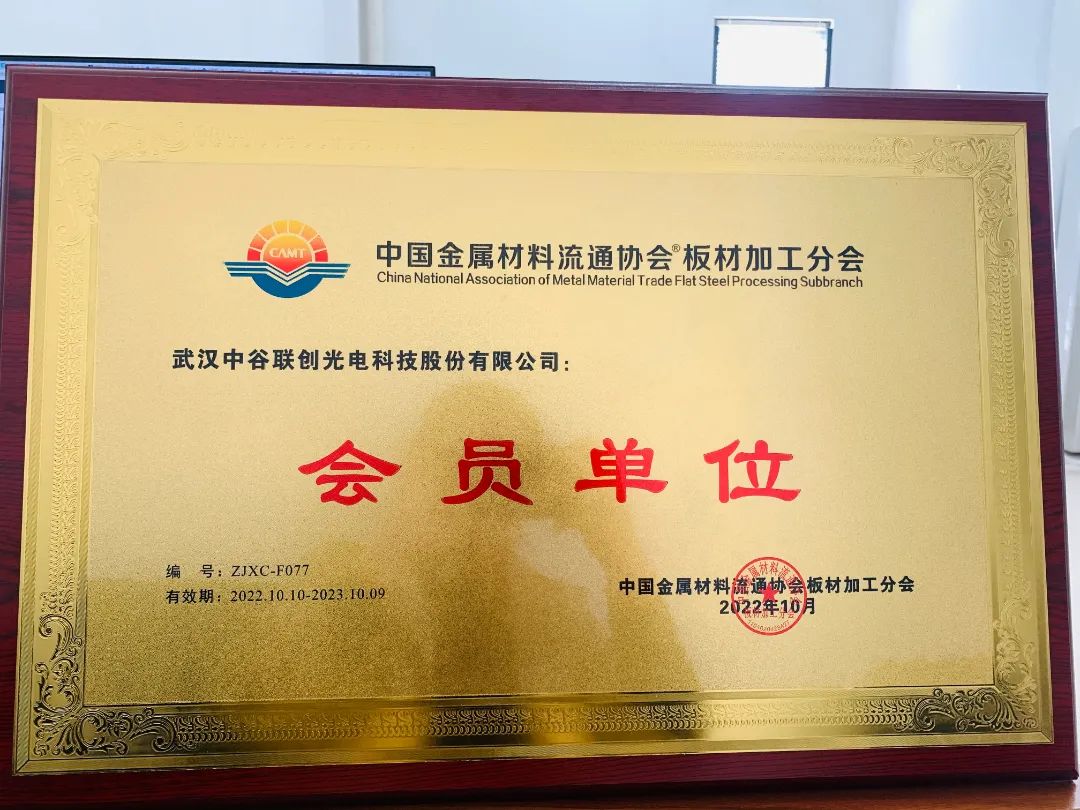 CAMT
中国金属材料流通协会®板材加工分会
China National Association of Metal Material Trade Flat Steel Processing Subbranch
武汉中谷联创光电科技股份有限公司：
会员单位
编 号：ZJXC-F077
有效期：2022.10.10-2023.10.09
中国金属材料流通协会板材加工分会
2022年10月